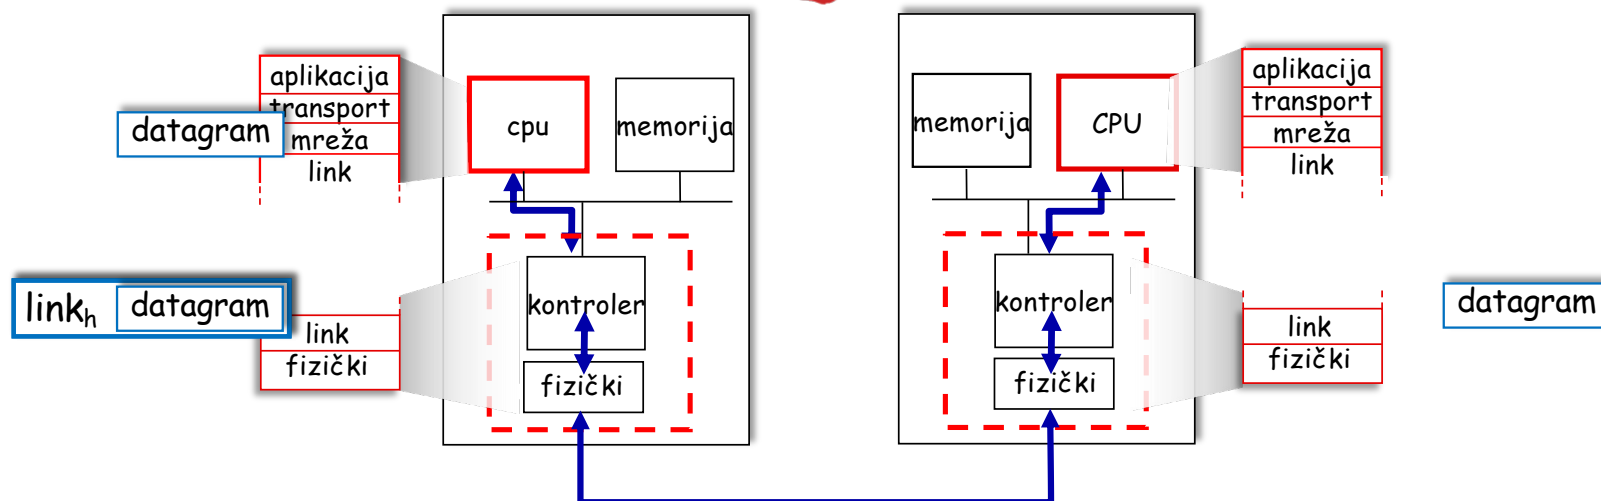 aplikacija
transport
mreža
link
datagram
cpu
memorija
memorija
CPU
aplikacija
transport
mreža
link
linkh
datagram
link
fizički
kontroler
fizički
kontroler
fizički
link
fizički
datagram